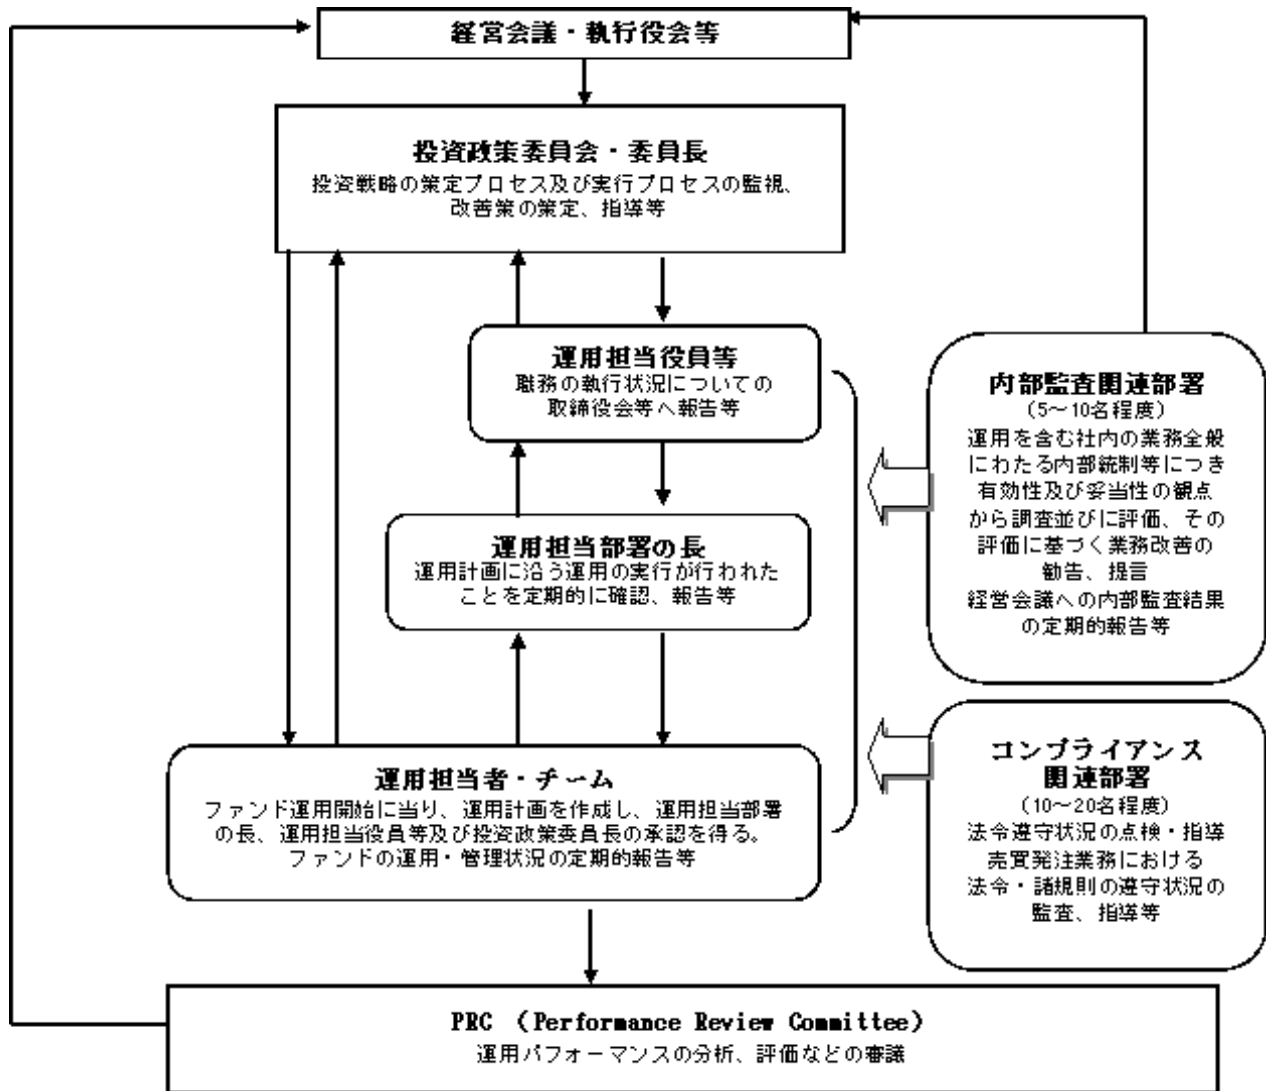 経営会議・執行役会等
投資政策委員会・委員長
投資戦略の策定プロセス及び実行プロセスの監視、
改善策の策定、指導等
運用担当役員等
職務の執行状況についての
取締役会等へ報告等
運用担当部署の長
運用計画に沿う運用の実行が行われた
ことを定期的に確認、報告等
運用担当者・チーム
ファンド運用開始に当り、運用計画を作成し、運用担当部署
の長、運用担当役員等及び投資政策委員長の承認を得る。
ファンドの運用・管理状況の定期的報告等
内部監査関連部署
(5～10名程度)
運用を含む社内の業務全般
にわたる内部統制等につき
有効性及び妥当性の観点
から調査並びに評価、その
評価に基づく業務改善の
勧告、提言
経営会議への内部監査結果
の定期的報告等
コンプライアンス
関連部署
(10～20名程度)
法令遵守状況の点検・指導
売買発注業務における
法令・諸規則の遵守状況の
監査、指導等
PRC (Performance Review Committee)
運用パフォーマンスの分析、評価などの審議